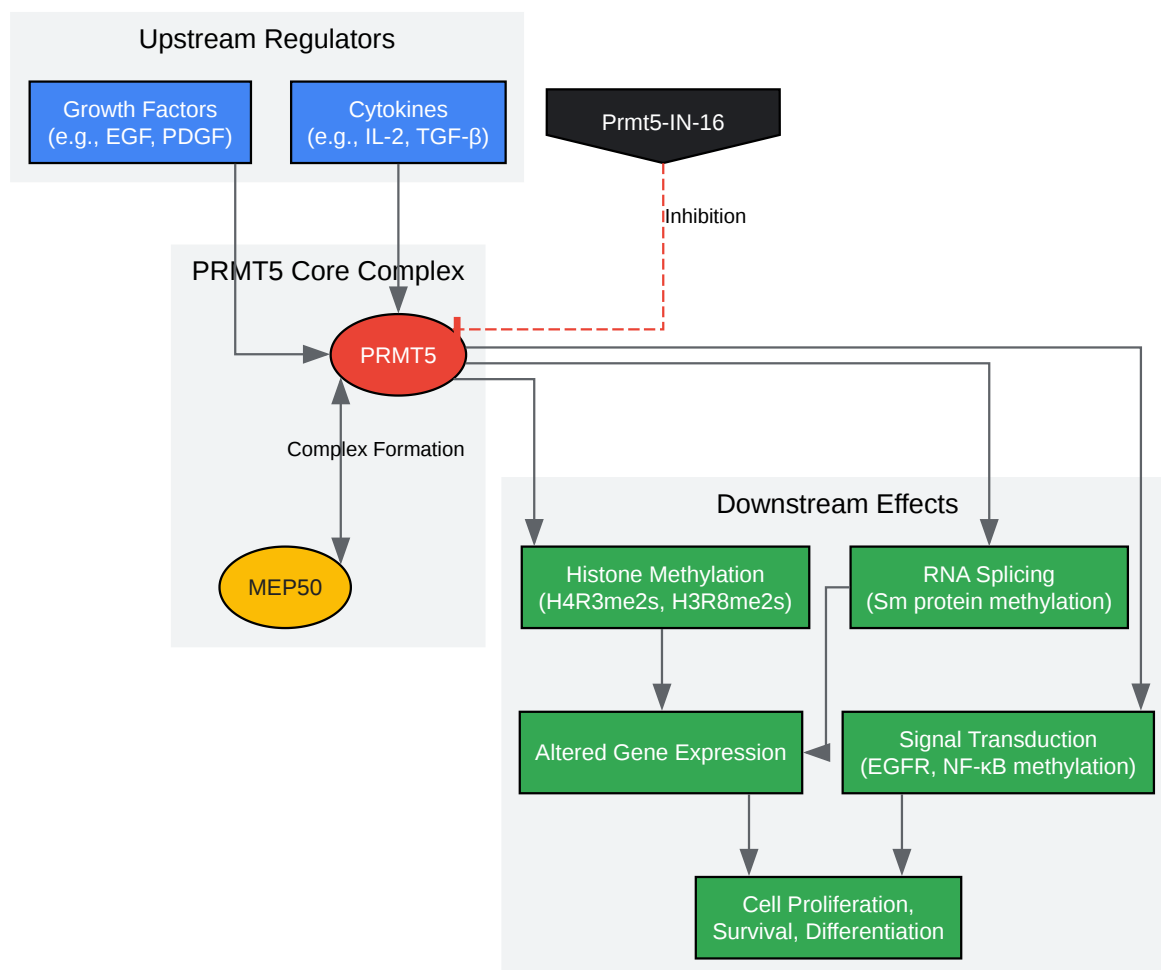 Upstream Regulators
Growth Factors
(e.g., EGF, PDGF)
Cytokines
(e.g., IL-2, TGF-β)
Prmt5-IN-16
Inhibition
PRMT5 Core Complex
PRMT5
Complex Formation
MEP50
Downstream Effects
Histone Methylation
(H4R3me2s, H3R8me2s)
RNA Splicing
(Sm protein methylation)
Altered Gene Expression
Signal Transduction
(EGFR, NF-κB methylation)
Cell Proliferation,
Survival, Differentiation